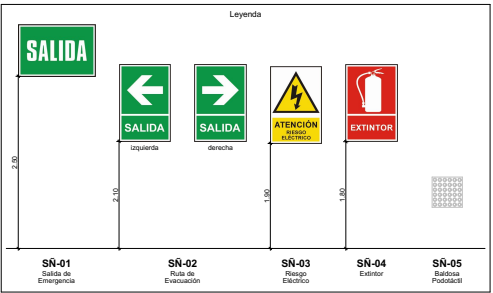 Leyenda
SALIDA
SALIDA
SALIDA
ATENCIÓN
RIESGO
ELÉCTRICO
EXTINTOR
izquierda
derecha
2.50
2.10
1.90
1.80
SÑ-01
Salida de
Emergencia
SÑ-02
Ruta de
Evacuación
SÑ-03
Riesgo
Eléctrico
SÑ-04
Extintor
SÑ-05
Baldosa
Podotáctil